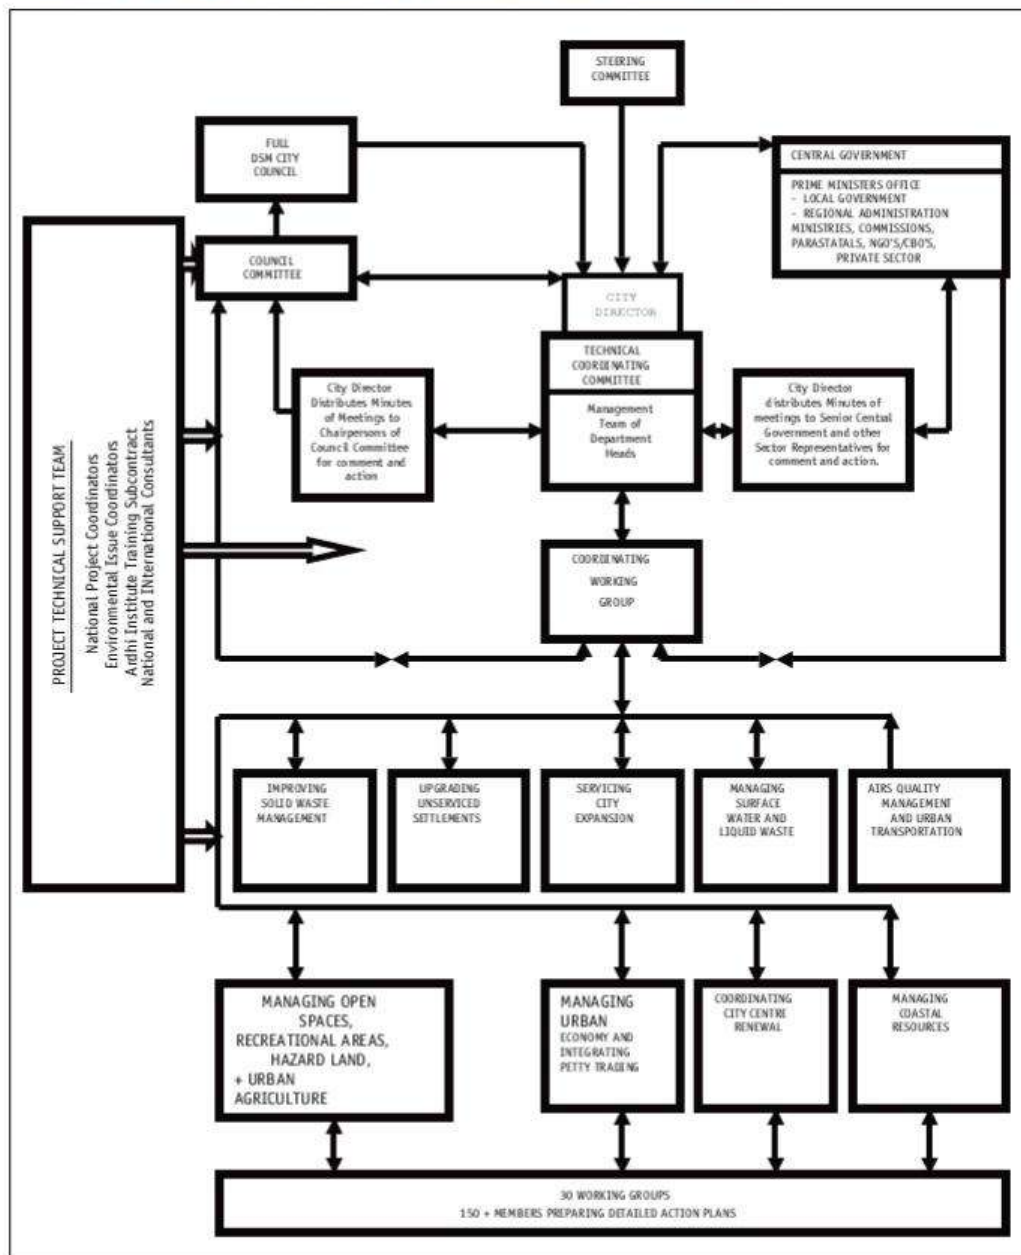 STEERING
COMMITTEE
FULL
DSM CITY
COUNCIL
CENTRAL GOVERNMENT
PRIME MINISTERS OFFICE
- LOCAL GOVERNMENT
- REGIONAL ADMINISTRATION
MINISTRIES, COMMISSIONS,
PARASTATALS, NGO'S/CBO'S,
PRIVATE SECTOR
COUNCIL
COMMITTEE
CITY
DIRECTOR
TECHNICAL
COORDINATING
COMMITTEE
Management
Team of
Department
Heads
City Director
Distributes Minutes
of Meetings to
Chairpersons of
Council Committee
for comment and
action
City Director
distributes Minutes of
meetings to Senior Central
Government and other
Sector Representatives for
comment and action.
PROJECT TECHNICAL SUPPORT TEAM
National Project Coordinators
Environmental Issue Coordinators
Ardhi Institute Training Subcontract
National and INternational Consultants
COORDINATING
WORKING
GROUP
IMPROVING
SOLID WASTE
MANAGEMENT
UPGRADING
UNSERVICED
SETTLEMENTS
SERVICING
CITY
EXPANSION
MANAGING
SURFACE
WATER AND
LIQUID WASTE
AIRS QUALITY
MANAGEMENT
AND URBAN
TRANSPORTATION
MANAGING OPEN
SPACES,
RECREATIONAL AREAS,
HAZARD LAND,
+ URBAN
AGRICULTURE
MANAGING
URBAN
ECONOMY AND
INTEGRATING
PETTY TRADING
COORDINATING
CITY CENTRE
RENEWAL
MANAGING
COASTAL
RESOURCES
30 WORKING GROUPS
150 + MEMBERS PREPARING DETAILED ACTION PLANS